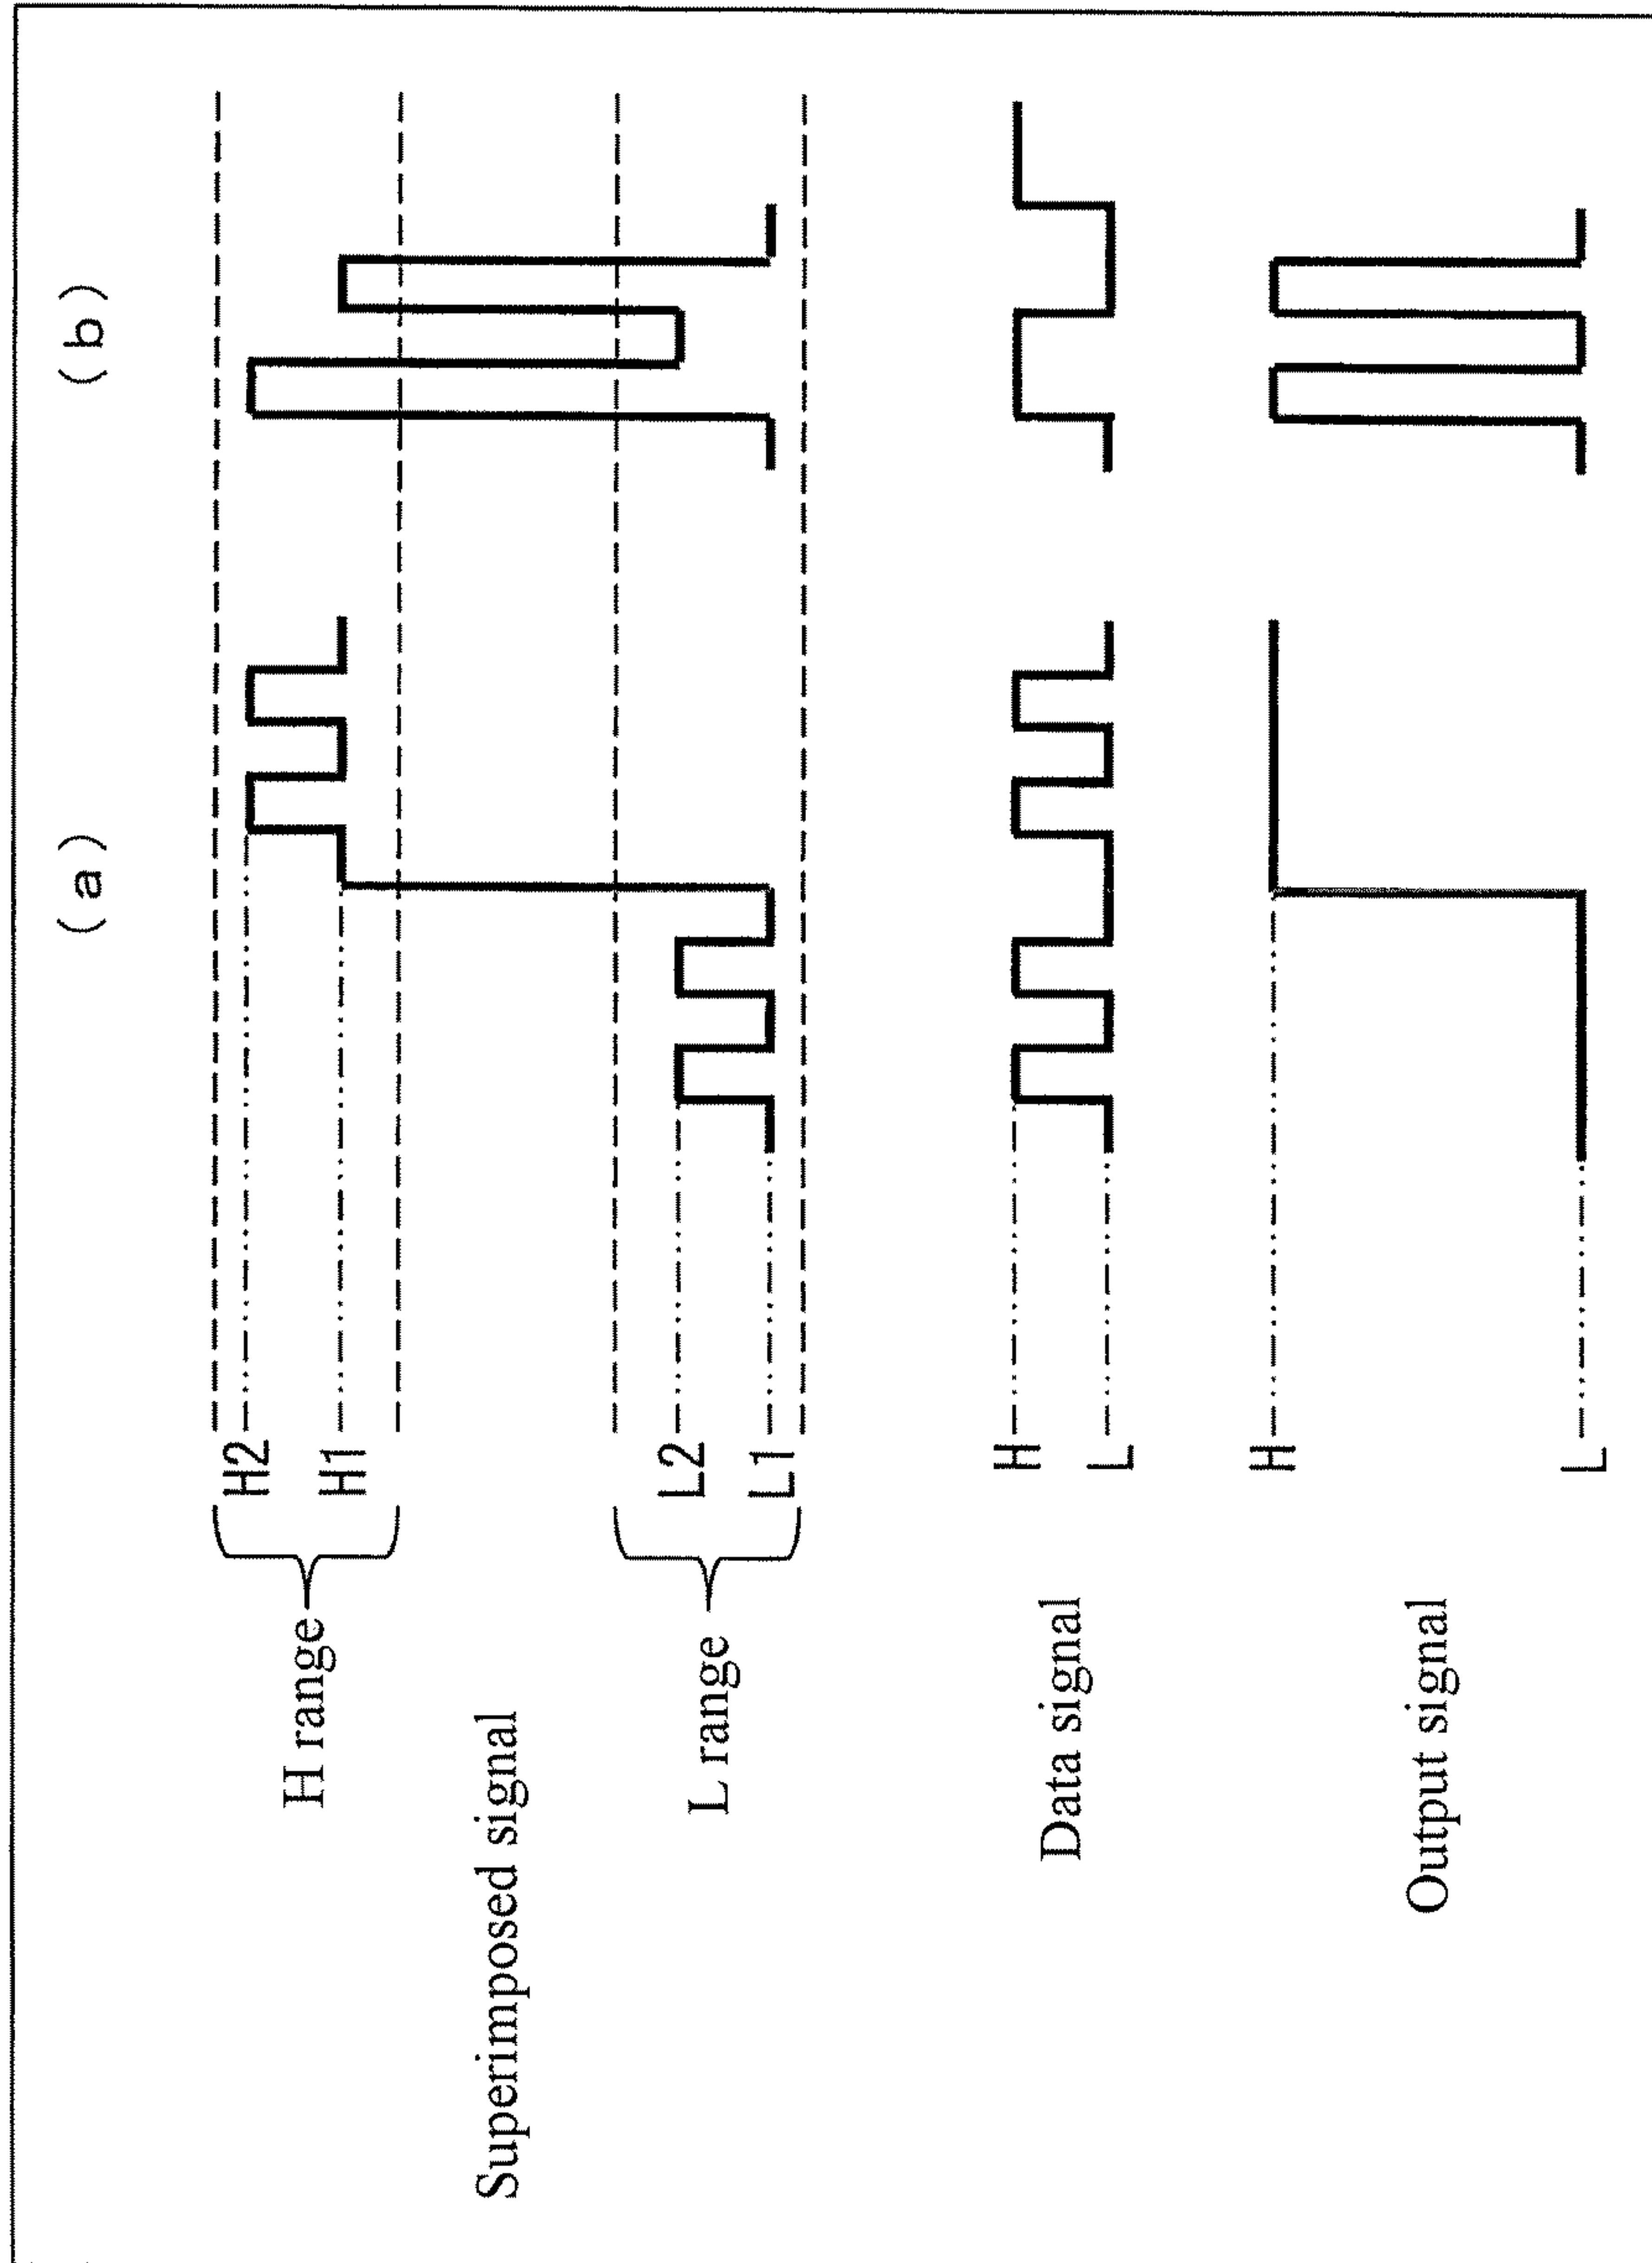 (a)
(b)
H range
H2
H1
Superimposed signal
L range
L2
L1
Data signal
H
L
Output signal
H
L